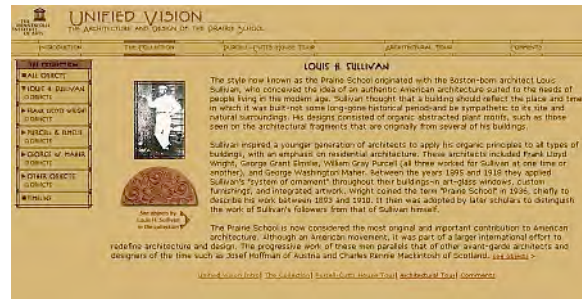 THE MINNEAPOLIS INSTITUTE OF ARTS
UNIFIED VISION
THE ARCHITECTURE AND DESIGN OF THE PRAIRIE SCHOOL
INTRODUCTION THE COLLECTION PURCELL-CUTTS HOUSE TOUR ARCHITECTURAL TOUR COMMENTS
THE COLLECTION
ALL OBJECTS
LOUIS H. SULLIVAN
OBJECTS
FRANK LLOYD WRIGHT
OBJECTS
PURCELL & ELMSLIE
OBJECTS
GEORGE W. MAHER
OBJECTS
OTHER OBJECTS
OBJECTS
TIMELINE
LOUIS H. SULLIVAN
The style now known as the Prairie School originated with the Boston-born architect Louis
Sullivan, who conceived the idea of an authentic American architecture suited to the needs of
people living in the modern age. Sullivan thought that a building should reflect the place and time
in which it was built-not some long-gone historical period-and be sympathetic to its site and
natural surroundings. His designs consisted of organic abstracted plant motifs, such as those
seen on the architectural fragments that are originally from several of his buildings.
Sullivan inspired a younger generation of architects to apply his organic principles to all types of
buildings, with an emphasis on residential architecture. These architects included Frank Lloyd
Wright, George Grant Elmslie, William Gray Purcell (all three worked for Sullivan at one time or
another), and George Washington Maher. Between the years 1895 and 1918 they applied
Sullivan's "system of ornament" throughout their buildings-in art-glass windows, custom
furnishings, and integrated artwork. Wright coined the term "Prairie School" in 1936, chiefly to
describe his work between 1893 and 1910. It then was adopted by later scholars to distinguish
the work of Sullivan's followers from that of Sullivan himself.
See objects by
Louis H. Sullivan
in the collection
The Prairie School is now considered the most original and important contribution to American
architecture. Although an American movement, it was part of a larger international effort to
redefine architecture and design. The progressive work of these men parallels that of other avant-garde architects and
designers of the time such as Josef Hoffman of Austria and Charles Rennie Mackintosh of Scotland. see objects >
Unified Vision Intro| The Collection| Purcell-Cutts House Tour| Architectural Tour| Comments